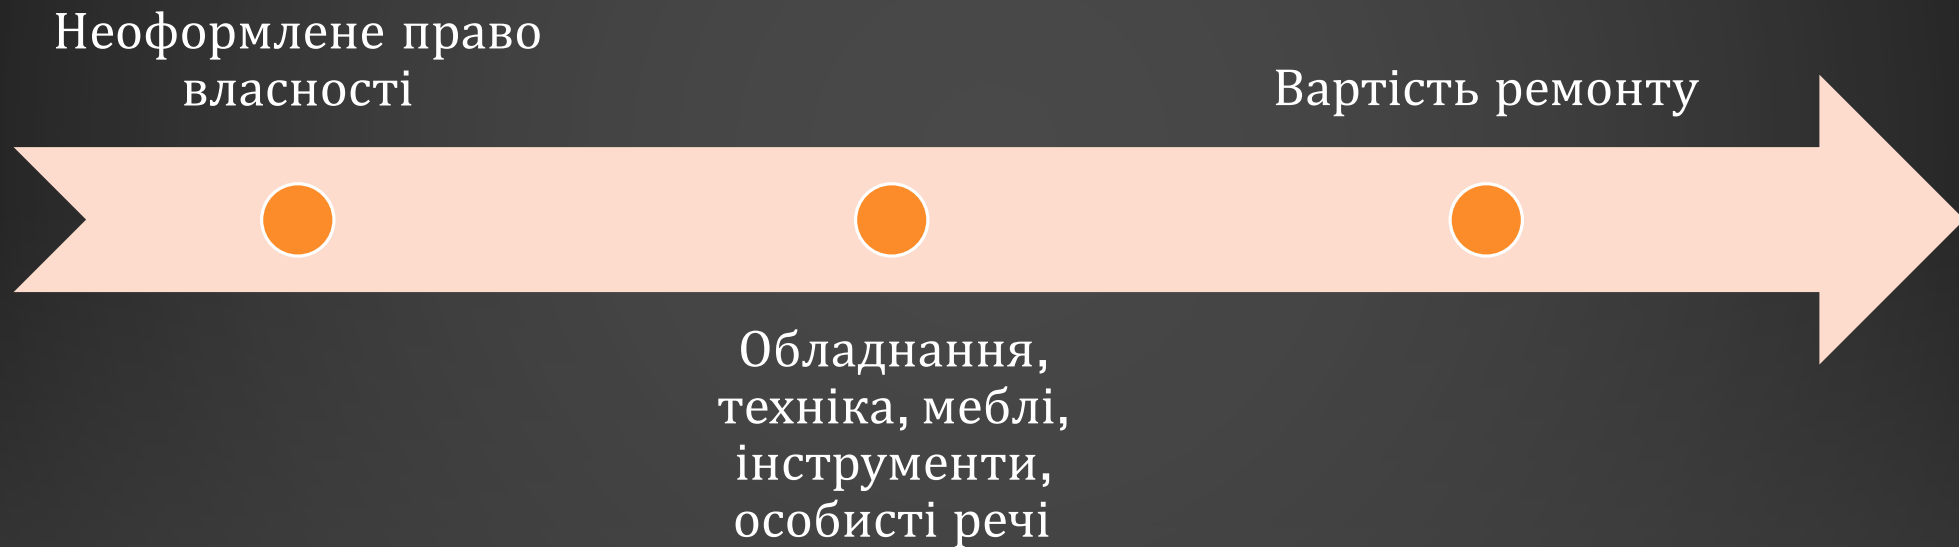 Неоформлене право
власності
Обладнання,
техніка, меблі,
інструменти,
особисті речі
Вартість ремонту